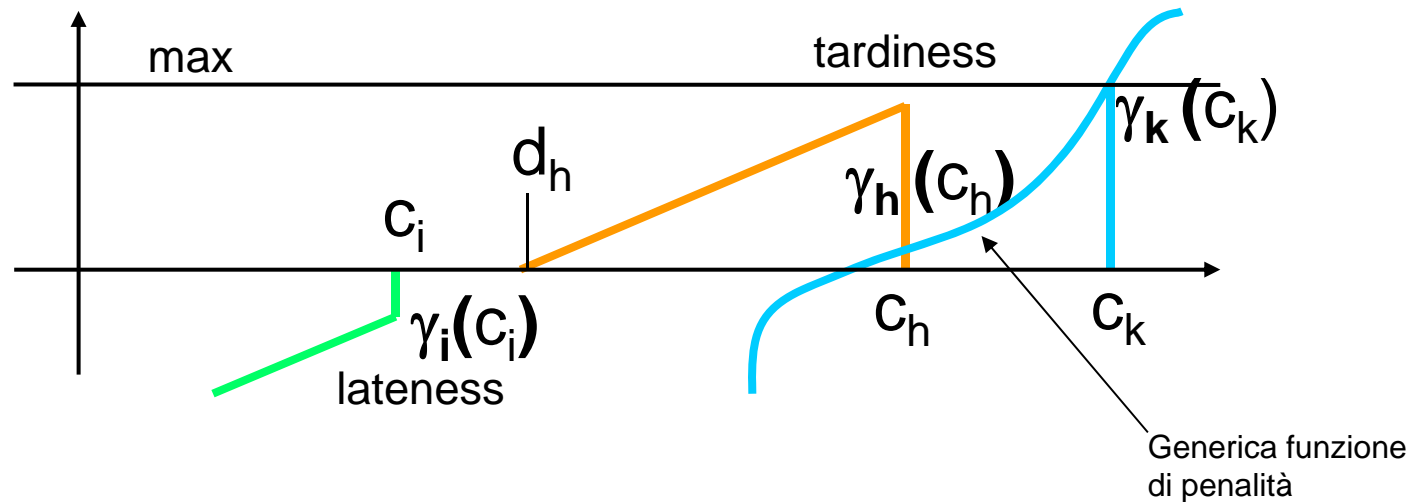 max
tardiness
γk (ck)
dh
γh (ch)
ci
γi(ci)
ch
ck
lateness
Generica funzione
di penalità